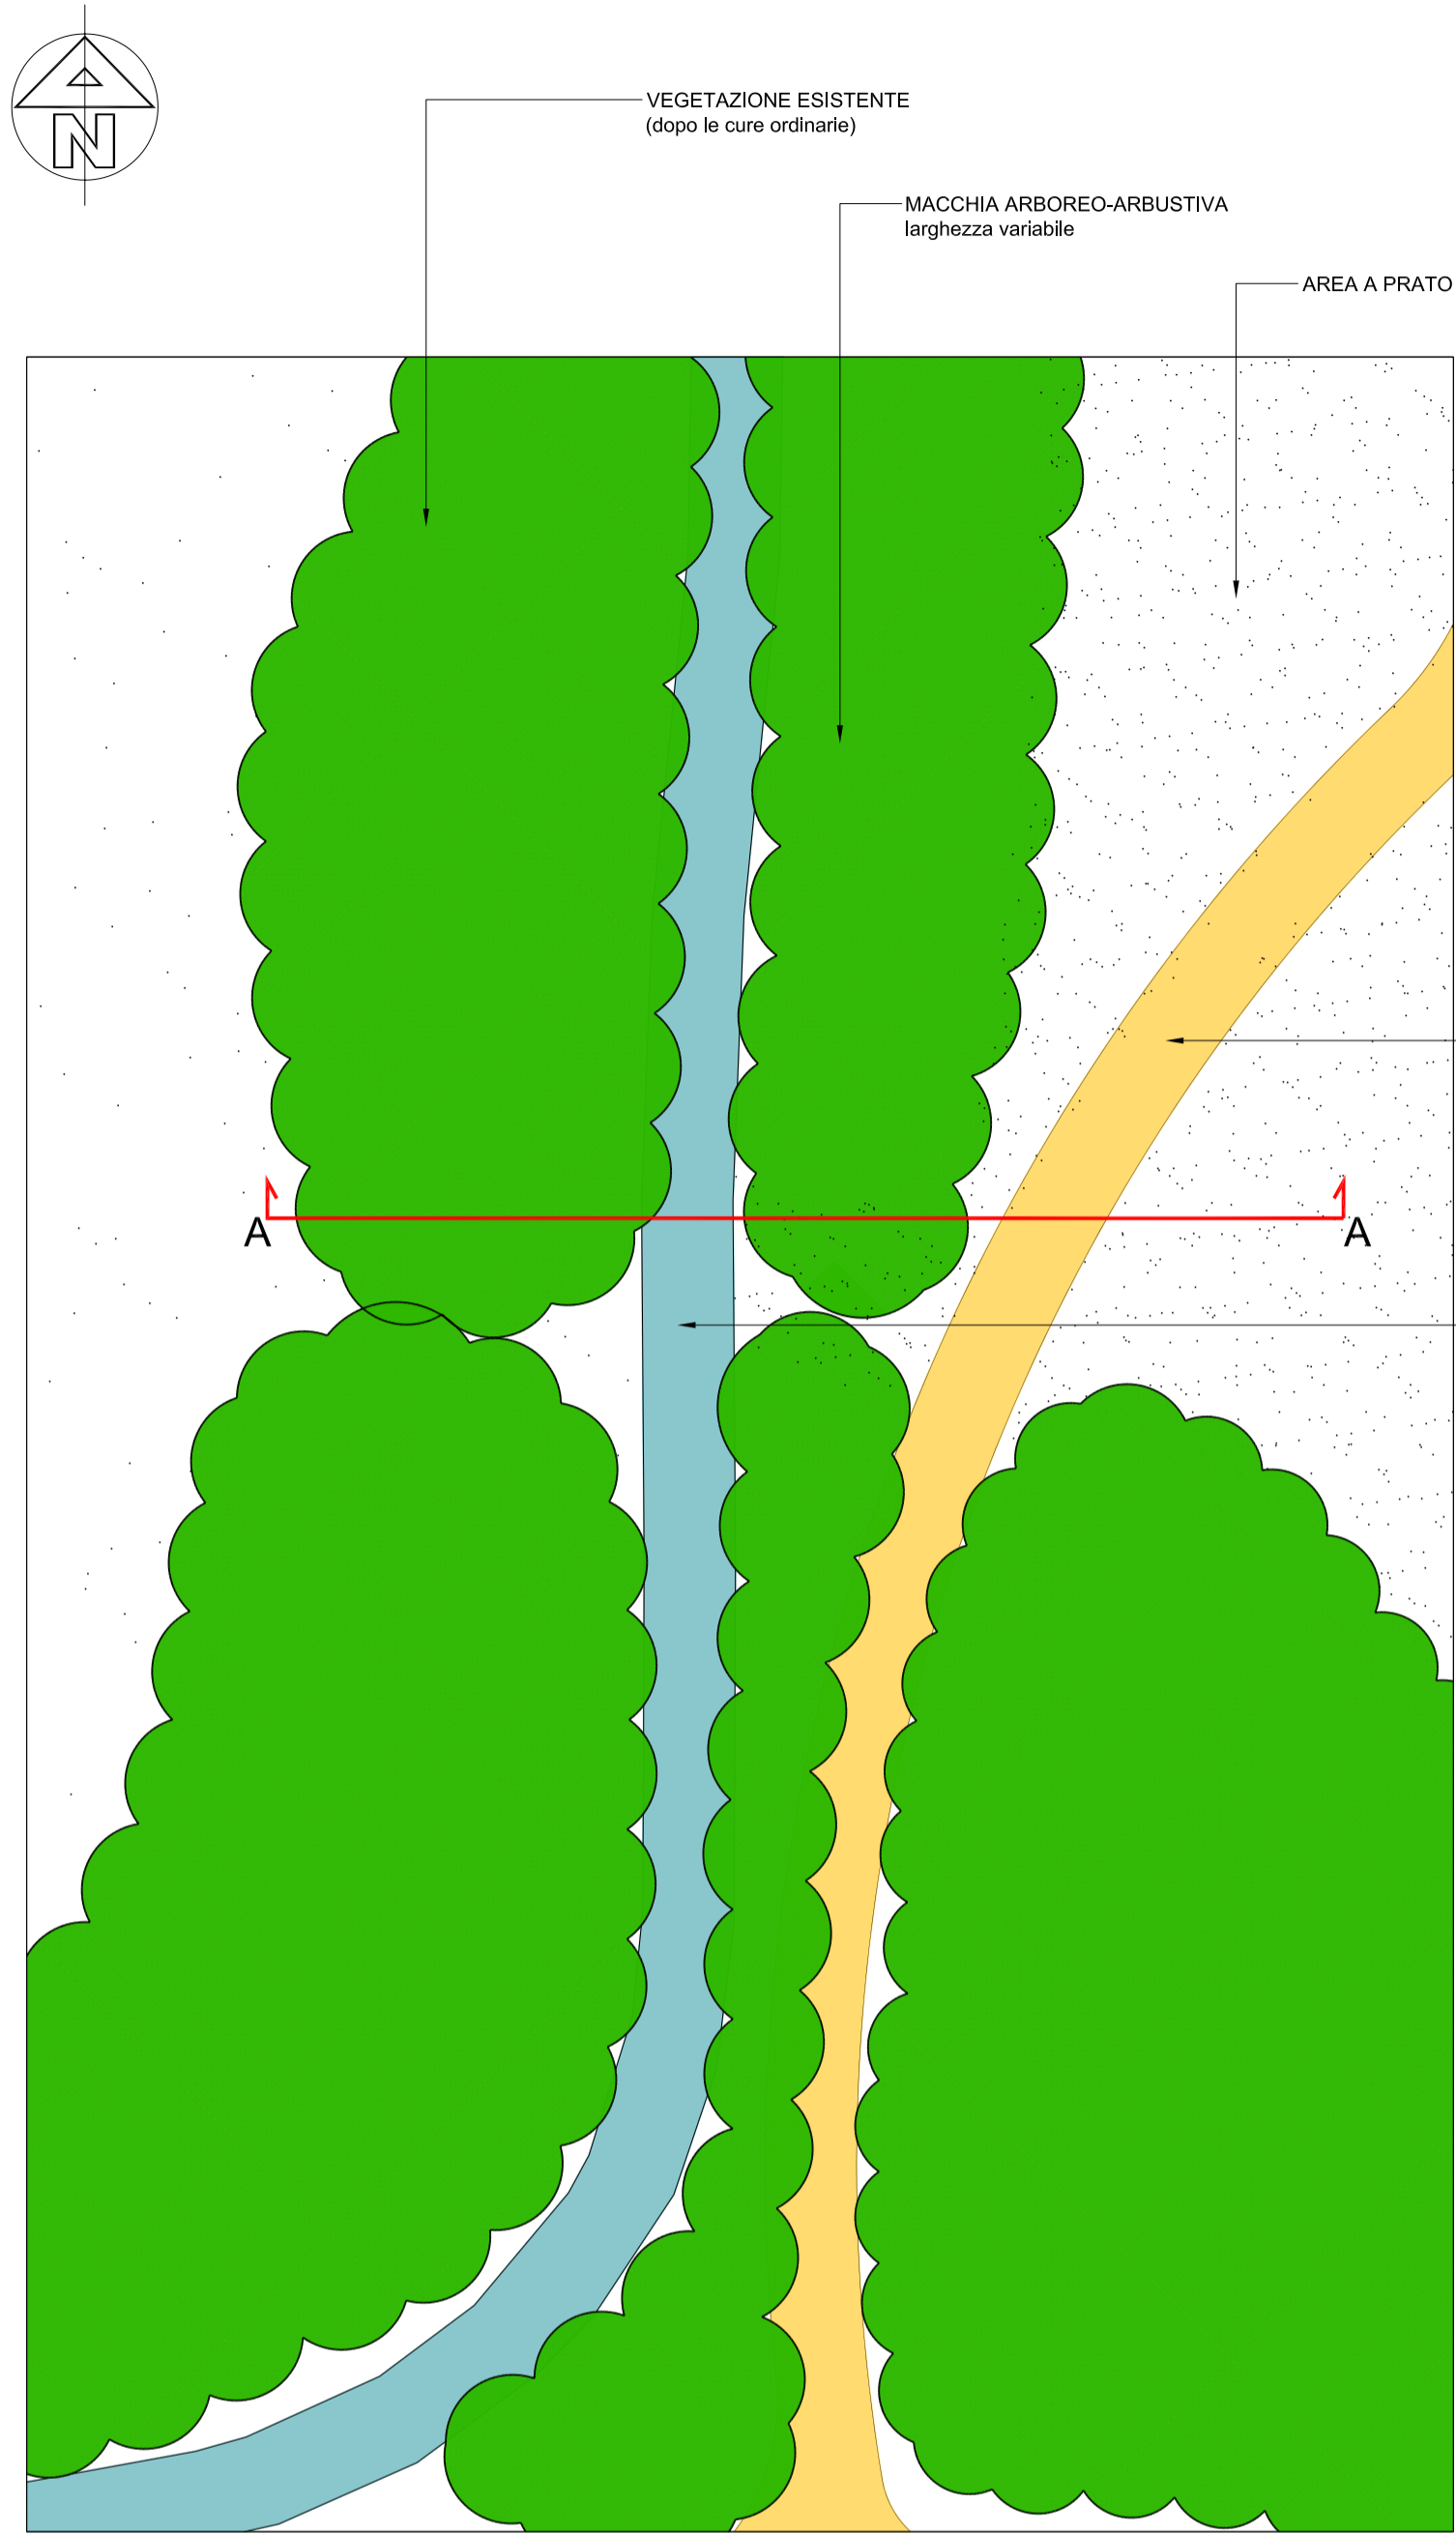 N
VEGETAZIONE ESISTENTE
(dopo le cure ordinarie)
MACCHIA ARBOREO-ARBUSTIVA
larghezza variabile
AREA A PRATO
A
A